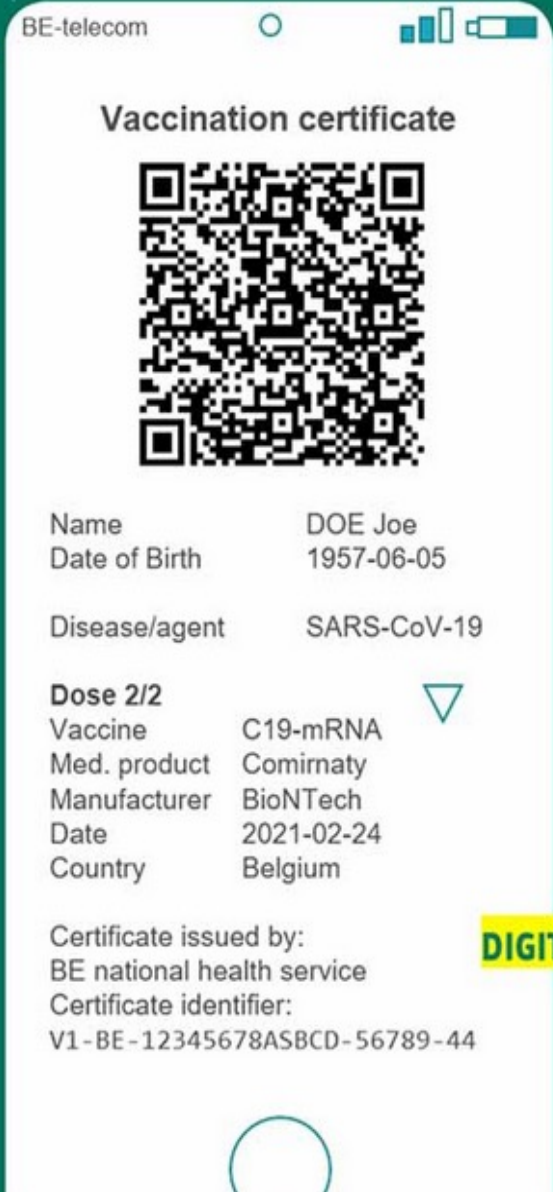 BE-telecom
Vaccination certificate
Name DOE Joe
Date of Birth 1957-06-05
Disease/agent SARS-CoV-19
Dose 2/2
Vaccine C19-mRNA
Med. product Comirnaty
Manufacturer BioNTech
Date 2021-02-24
Country Belgium
Certificate issued by:
DIGIT
BE national health service
Certificate identifier:
V1-BE-12345678ASBCD-56789-44